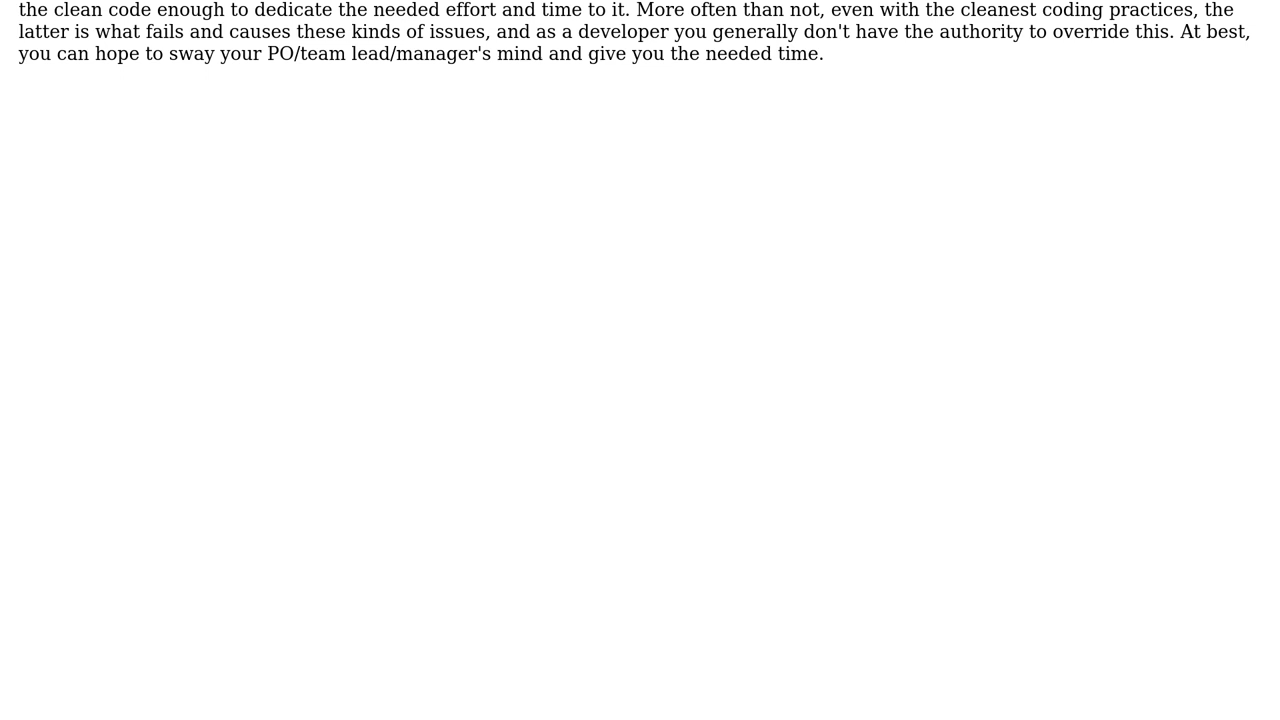 the clean code enough to dedicate the needed effort and time to it. More often than not, even with the cleanest coding practices, the
latter is what fails and causes these kinds of issues, and as a developer you generally don't have the authority to override this. At best,
you can hope to sway your PO/team lead/manager's mind and give you the needed time.